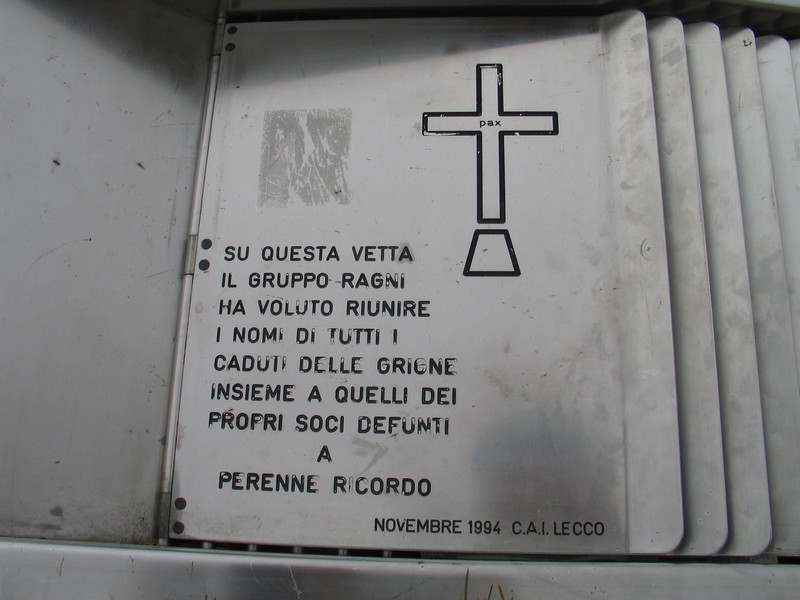 pax
SU QUESTA VETTA
IL GRUPPO RAGNI
HA VOLUTO RIUNIRE
I NOMI DI TUTTI I
CADUTI DELLE GRIGNE
INSIEME A QUELLI DEI
PROPRI SOCI DEFUNTI
A
PERENNE RICORDO
NOVEMBRE 1994 C.A.I. LECCO